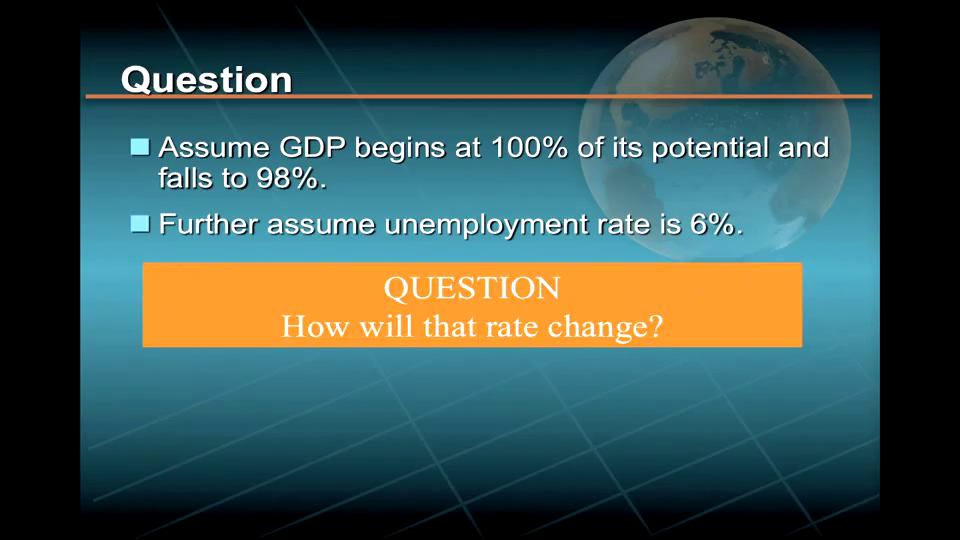 Question
Assume GDP begins at 100% of its potential and
falls to 98%.
Further assume unemployment rate is 6%.
QUESTION
How will that rate change?